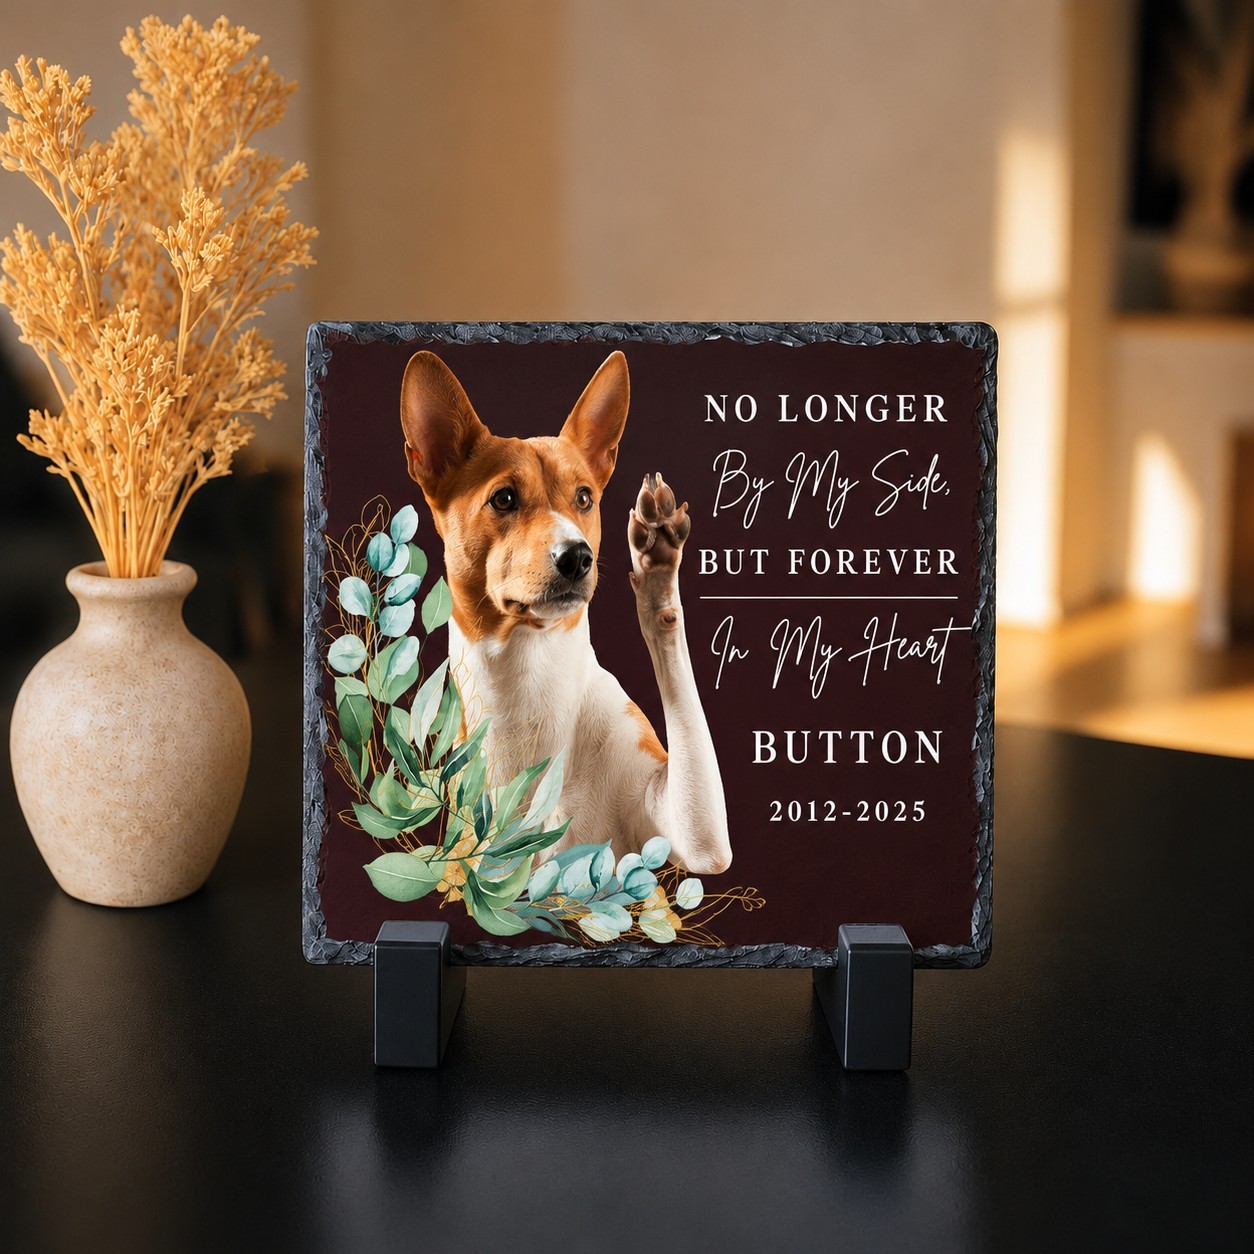 NO LONGER
By My Side,
BUT FOREVER
In My Heart
BUTTON
2012-2025